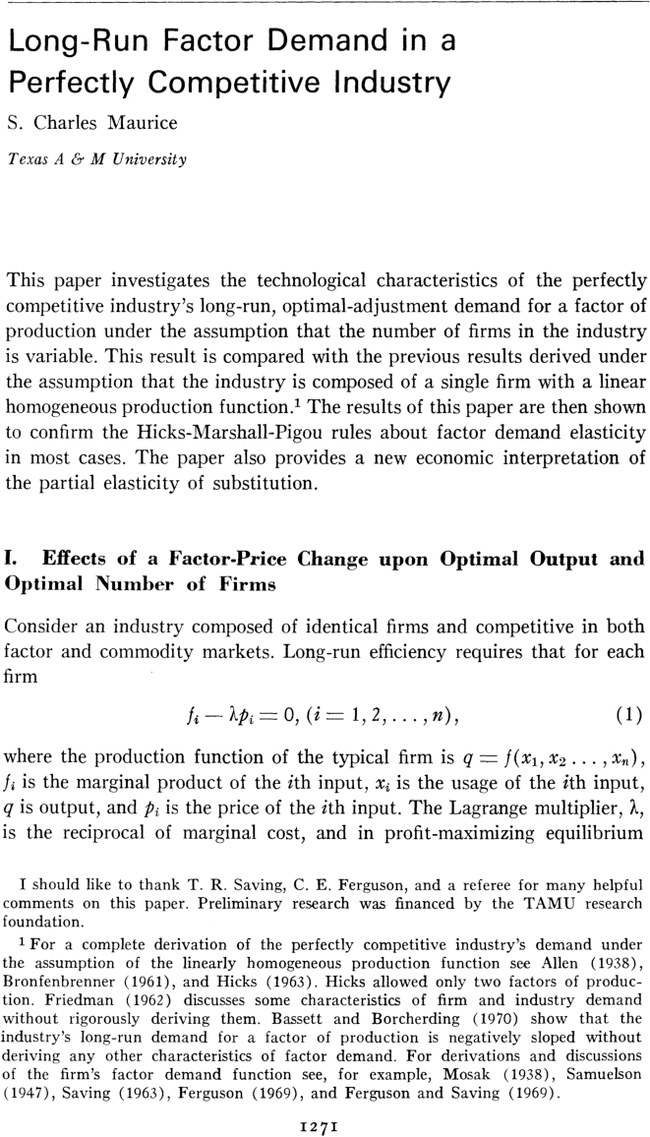 Long-Run Factor Demand in a
Perfectly Competitive Industry
S. Charles Maurice
Texas A & M University
This paper investigates the technological characteristics of the perfectly
competitive industry's long-run, optimal-adjustment demand for a factor of
production under the assumption that the number of firms in the industry
is variable. This result is compared with the previous results derived under
the assumption that the industry is composed of a single firm with a linear
homogeneous production function.¹ The results of this paper are then shown
to confirm the Hicks-Marshall-Pigou rules about factor demand elasticity
in most cases. The paper also provides a new economic interpretation of
the partial elasticity of substitution.
I. Effects of a Factor-Price Change upon Optimal Output and
Optimal Number of Firms
Consider an industry composed of identical firms and competitive in both
factor and commodity markets. Long-run efficiency requires that for each
firm
fᵢ − λpᵢ = 0, (i = 1, 2, . . . , n), (1)
where the production function of the typical firm is q = f(x₁, x₂ . . . , xₙ),
fᵢ is the marginal product of the ith input, xᵢ is the usage of the ith input,
q is output, and pᵢ is the price of the ith input. The Lagrange multiplier, λ,
is the reciprocal of marginal cost, and in profit-maximizing equilibrium
I should like to thank T. R. Saving, C. E. Ferguson, and a referee for many helpful
comments on this paper. Preliminary research was financed by the TAMU research
foundation.
¹ For a complete derivation of the perfectly competitive industry's demand under
the assumption of the linearly homogeneous production function see Allen (1938),
Bronfenbrenner (1961), and Hicks (1963). Hicks allowed only two factors of produc-
tion. Friedman (1962) discusses some characteristics of firm and industry demand
without rigorously deriving them. Bassett and Borcherding (1970) show that the
industry's long-run demand for a factor of production is negatively sloped without
deriving any other characteristics of factor demand. For derivations and discussions
of the firm's factor demand function see, for example, Mosak (1938), Samuelson
(1947), Saving (1963), Ferguson (1969), and Ferguson and Saving (1969).
1271